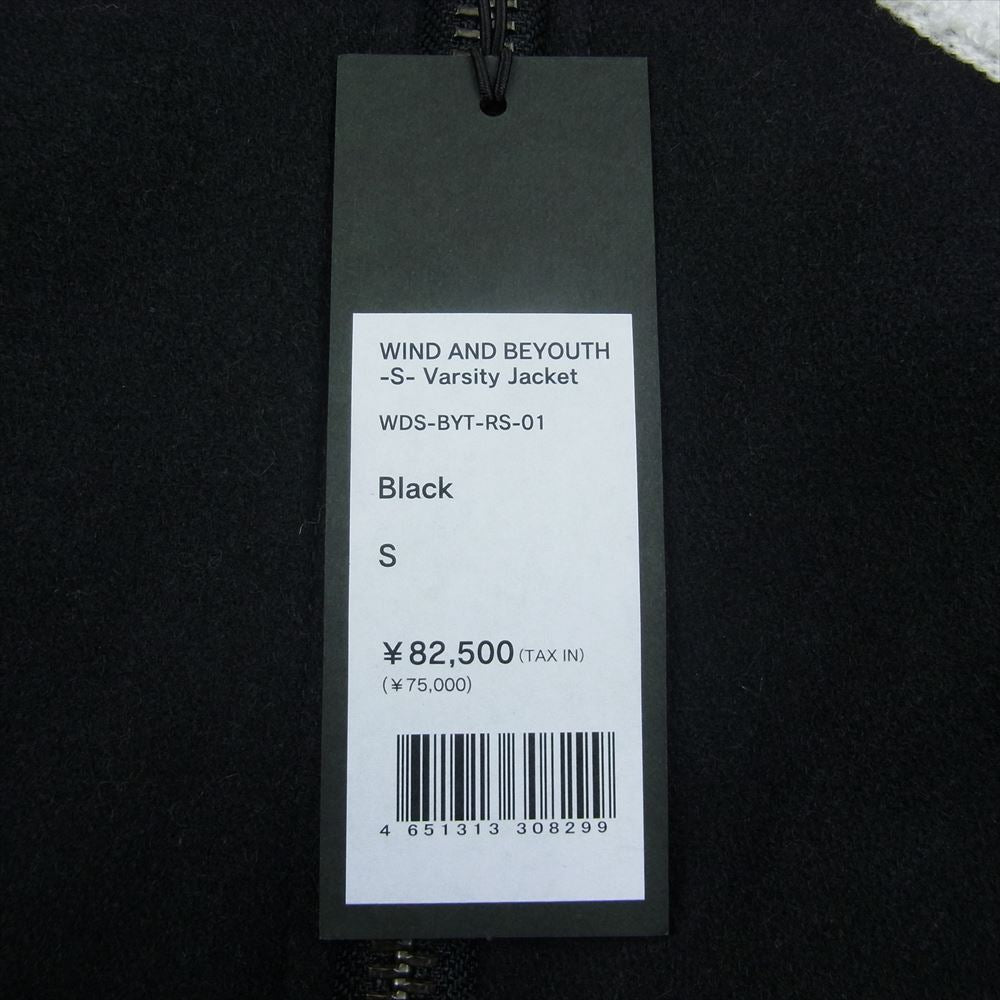 WIND AND BEYOUTH
-S- Varsity Jacket
WDS-BYT-RS-01
Black
S
¥82,500 (TAX IN)
(¥75,000)
4 651313 308299